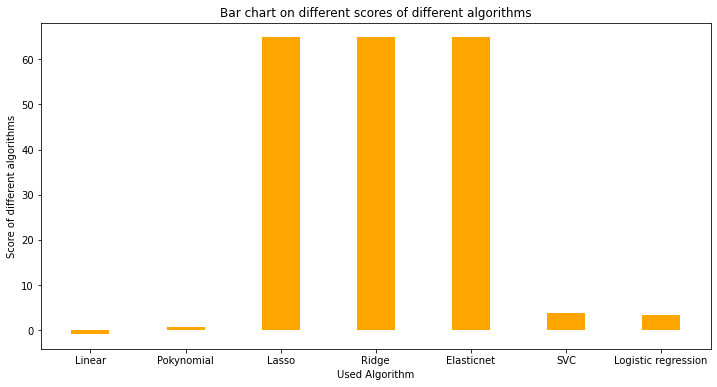 Bar chart on different scores of different algorithms
Score of different algorithms
60
50
40
30
20
10
0
Linear Pokynomial Lasso Ridge Elasticnet SVC Logistic regression
Used Algorithm